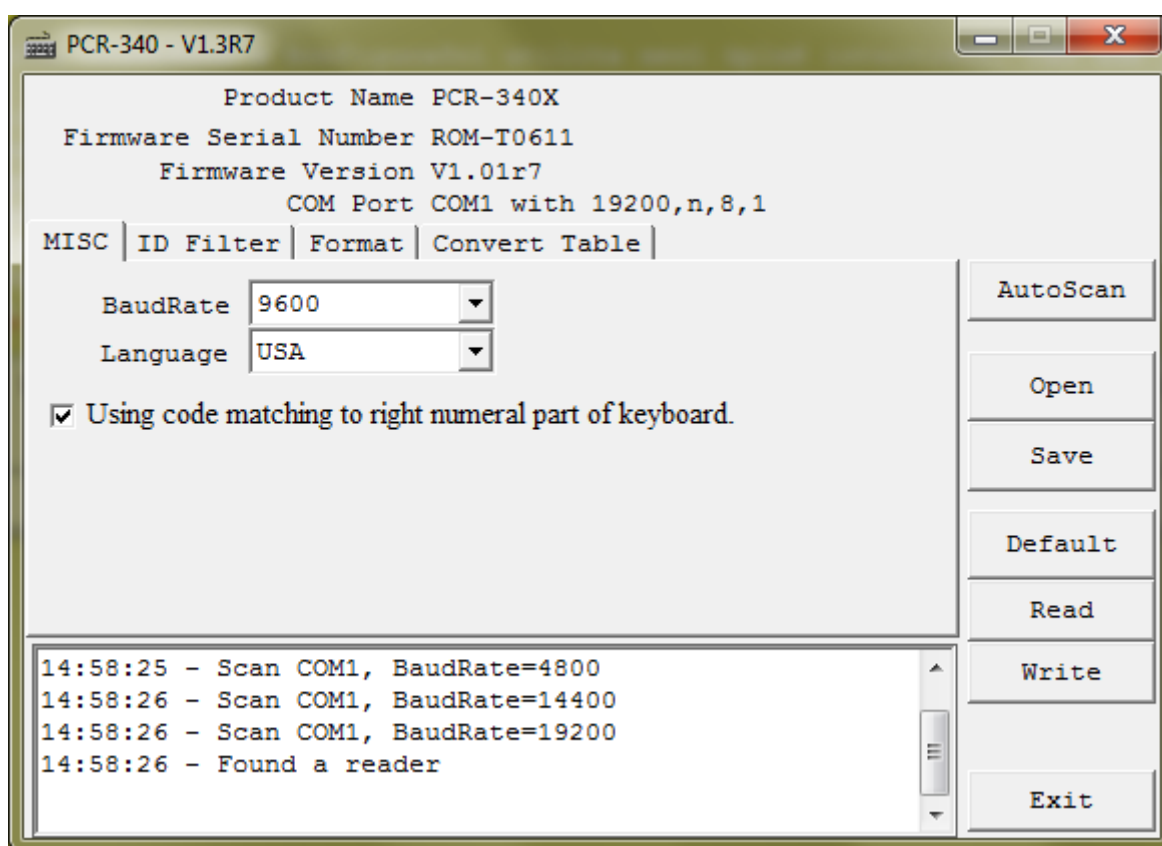 PCR-340 - V1.3R7
Product Name PCR-340X
Firmware Serial Number ROM-T0611
Firmware Version V1.01r7
COM Port COM1 with 19200,n,8,1
MISC ID Filter Format Convert Table
BaudRate 9600
Language USA
Using code matching to right numeral part of keyboard.
AutoScan
Open
Save
Default
Read
Write
Exit
14:58:25 - Scan COM1, BaudRate=4800
14:58:26 - Scan COM1, BaudRate=14400
14:58:26 - Scan COM1, BaudRate=19200
14:58:26 - Found a reader